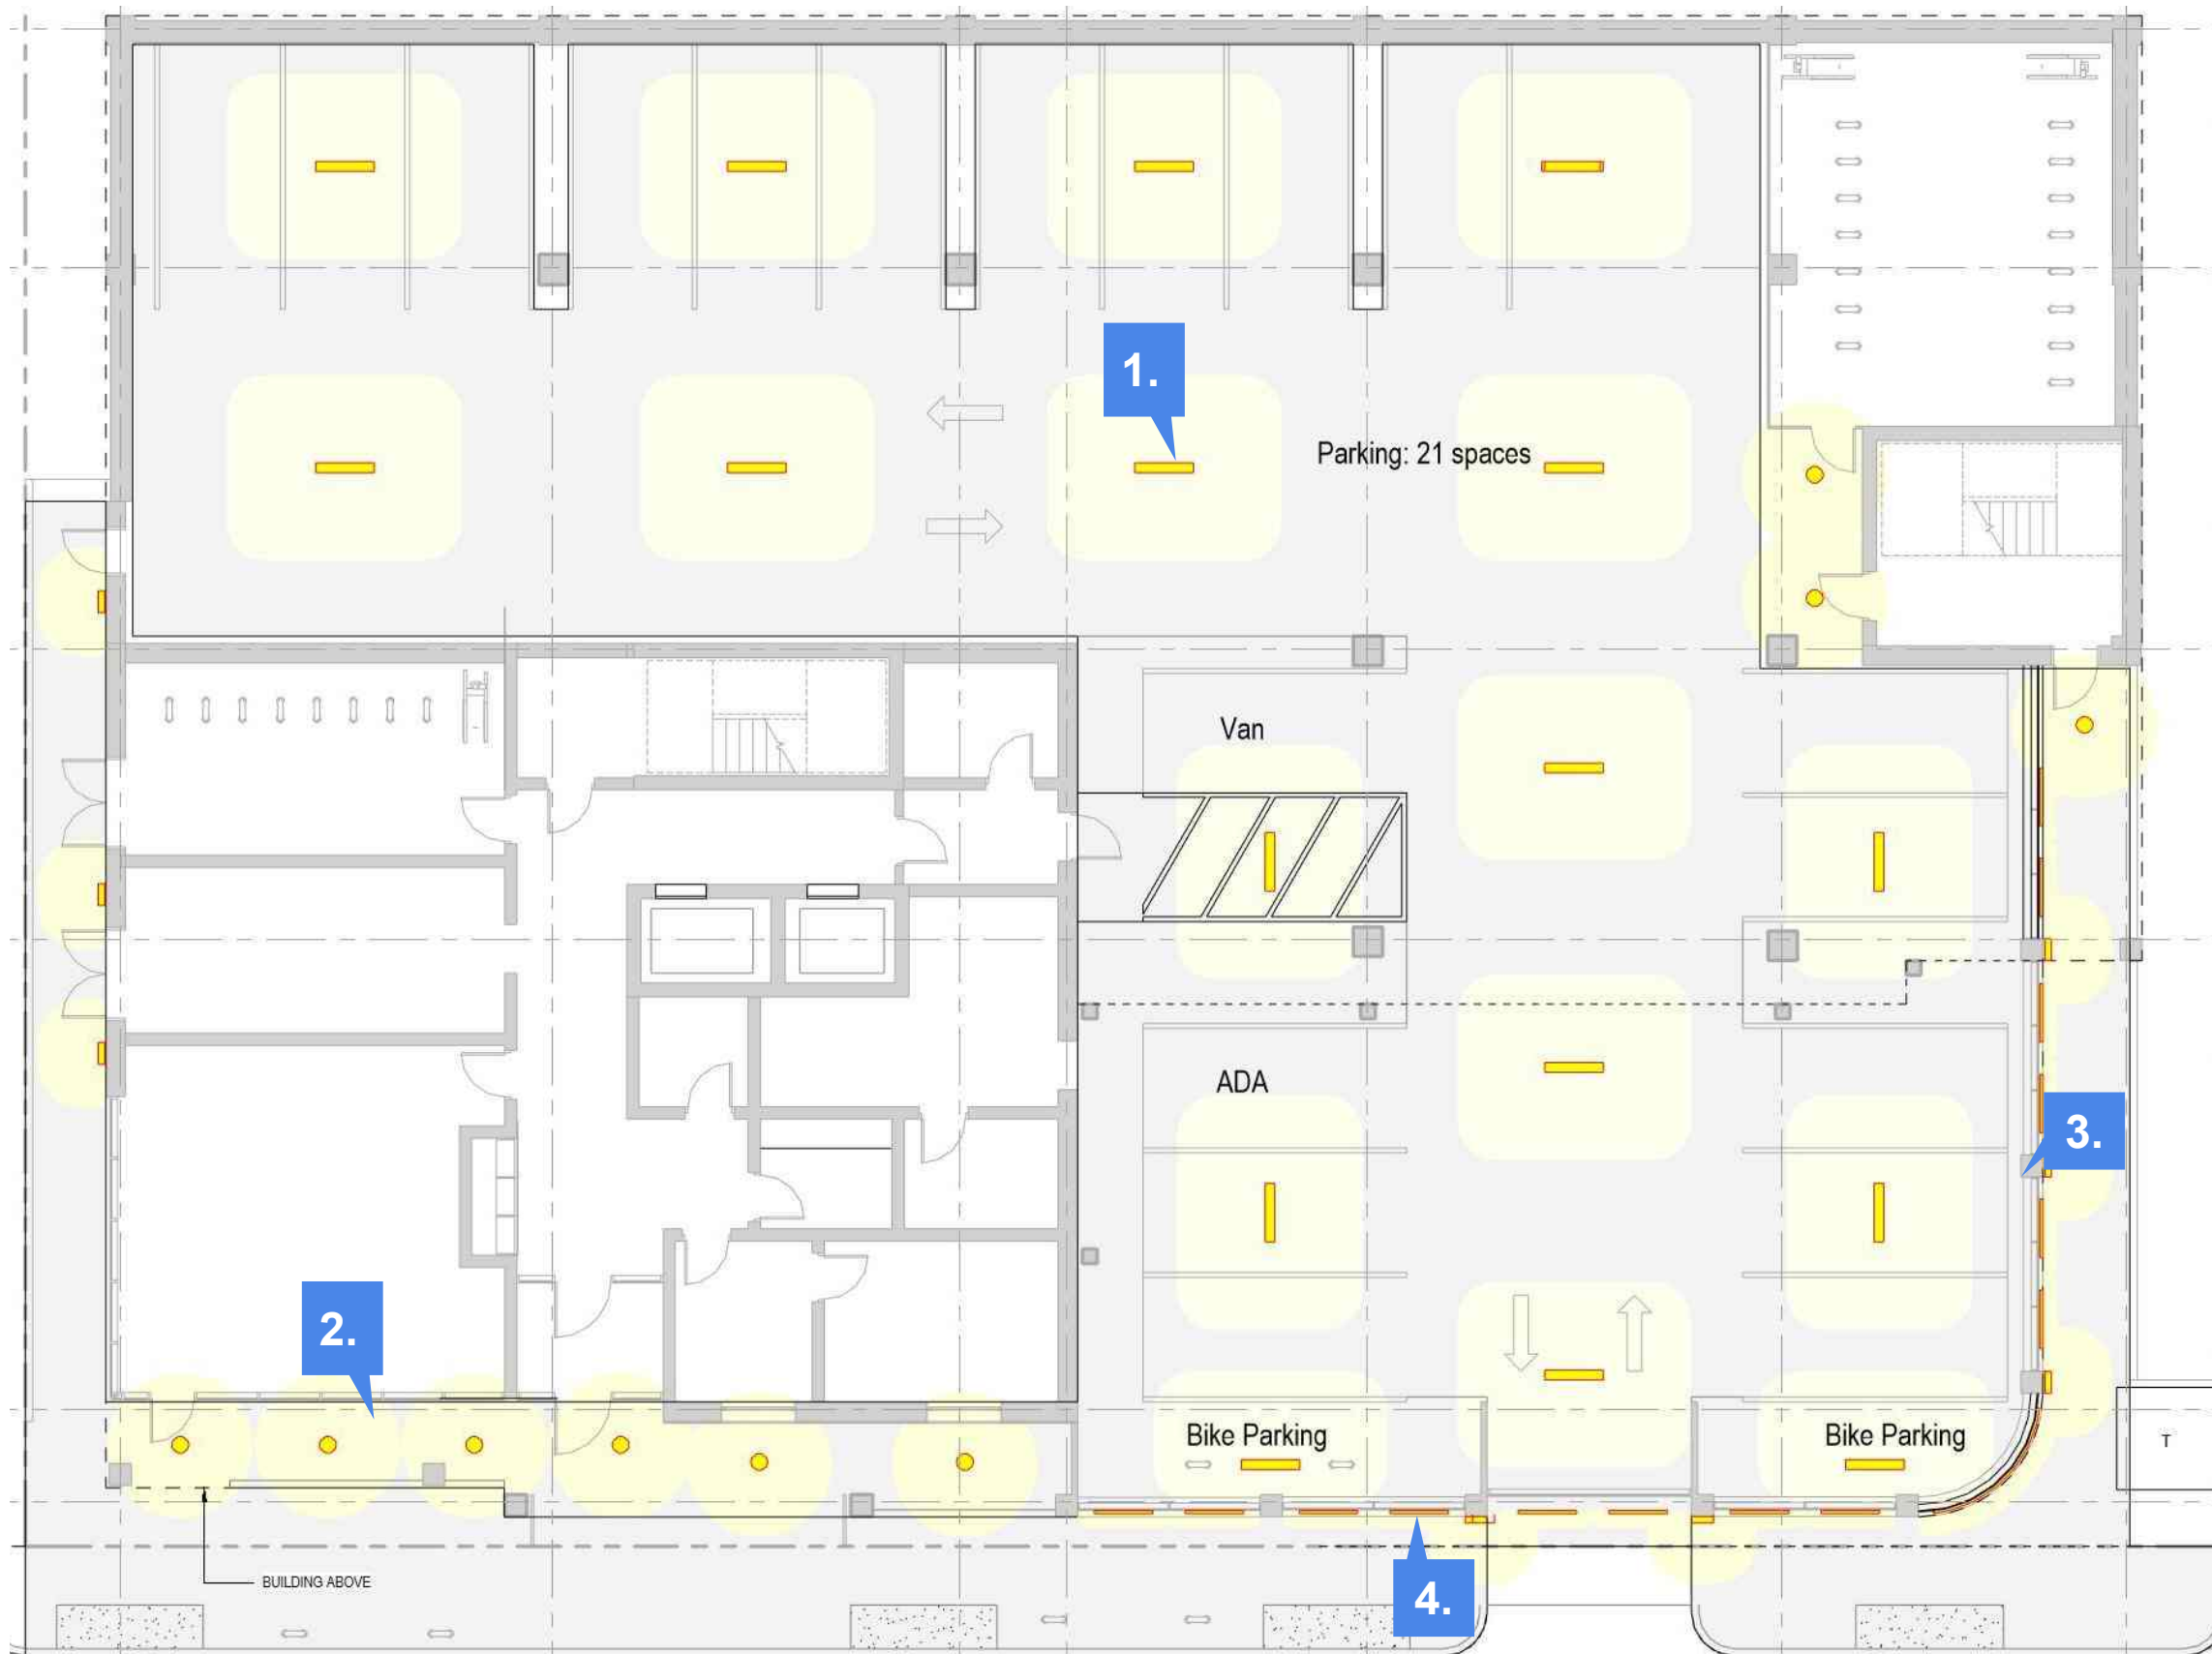 1.
Parking: 21 spaces
Van
ADA
3.
2.
Bike Parking
Bike Parking
T
BUILDING ABOVE
4.